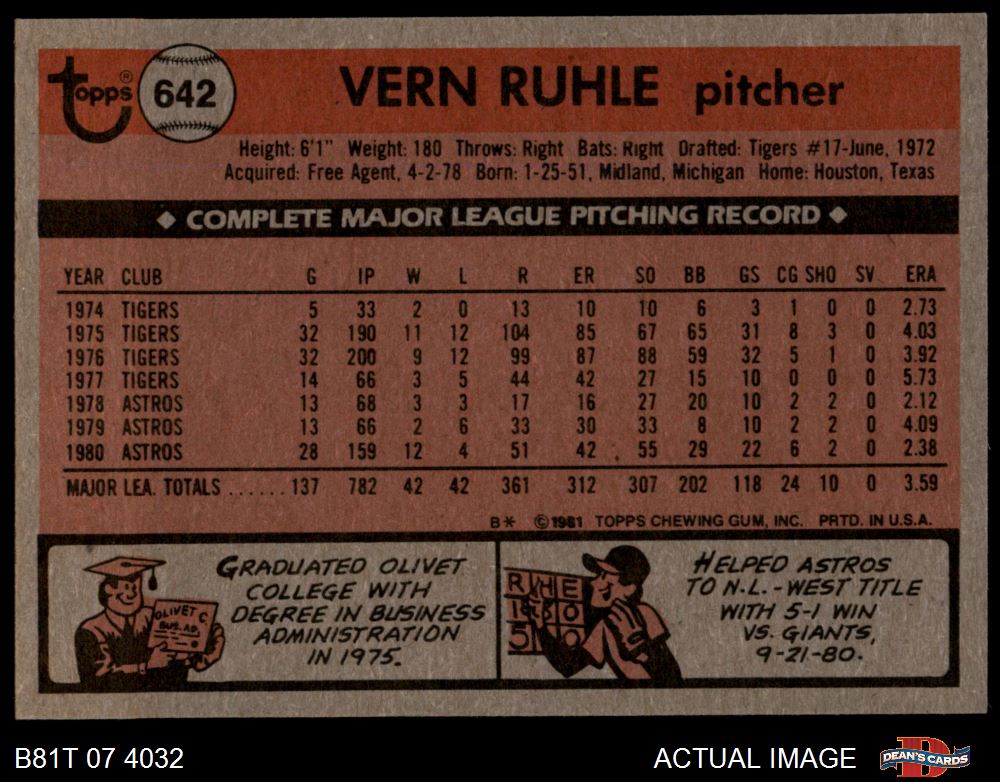 topps® 642 VERN RUHLE pitcher
Height: 6'1" Weight: 180 Throws: Right Bats: Right Drafted: Tigers #17-June, 1972
Acquired: Free Agent, 4-2-78 Born: 1-25-51, Midland, Michigan Home: Houston, Texas
◆ COMPLETE MAJOR LEAGUE PITCHING RECORD ◆
YEAR CLUB G IP W L R ER SO BB GS CG SHO SV ERA
1974 TIGERS 5 33 2 0 13 10 10 6 3 1 0 0 2.73
1975 TIGERS 32 190 11 12 104 85 67 65 31 8 3 0 4.03
1976 TIGERS 32 200 9 12 99 87 88 59 32 5 1 0 3.92
1977 TIGERS 14 66 3 5 44 42 27 15 10 0 0 0 5.73
1978 ASTROS 13 68 3 3 17 16 27 20 10 2 2 0 2.12
1979 ASTROS 13 66 2 6 33 30 33 8 10 2 2 0 4.09
1980 ASTROS 28 159 12 4 51 42 55 29 22 6 2 0 2.38
MAJOR LEA. TOTALS ...... 137 782 42 42 361 312 307 202 118 24 10 0 3.59
B* ©1981 TOPPS CHEWING GUM, INC. PRTD. IN U.S.A.
GRADUATED OLIVET
COLLEGE WITH
DEGREE IN BUSINESS
ADMINISTRATION
IN 1975.
OLIVET C.
BUS. AD.
R H E
HELPED ASTROS
TO N.L.-WEST TITLE
WITH 5-1 WIN
VS. GIANTS,
9-21-80.
B81T 07 4032
ACTUAL IMAGE
DEAN'S CARDS